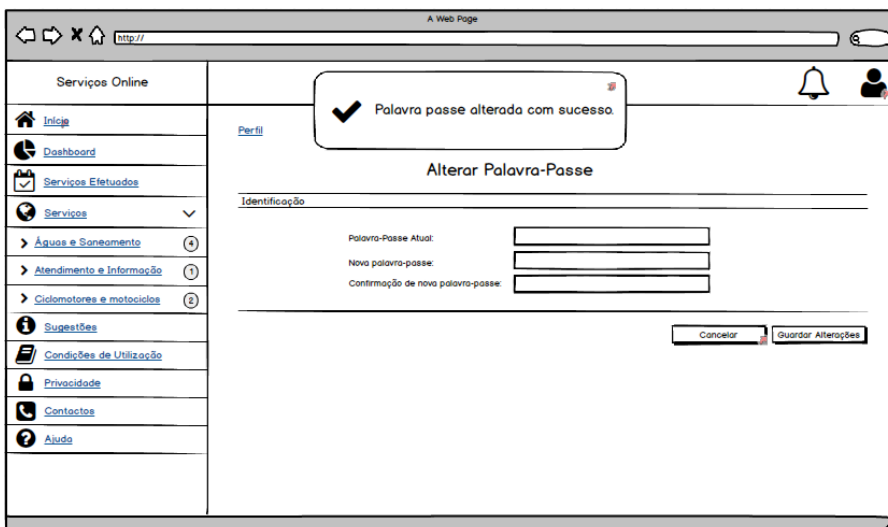 A Web Page
http://
Serviços Online
Palavra passe alterada com sucesso.
Início
Dashboard
Serviços Efetuados
Serviços
Águas e Saneamento
4
Atendimento e Informação
1
Ciclomotores e motociclos
2
Sugestões
Condições de Utilização
Privacidade
Contactos
Ajuda
Perfil
Alterar Palavra-Passe
Identificação
Palavra-Passe Atual:
Nova palavra-passe:
Confirmação de nova palavra-passe:
Cancelar
Guardar Alterações